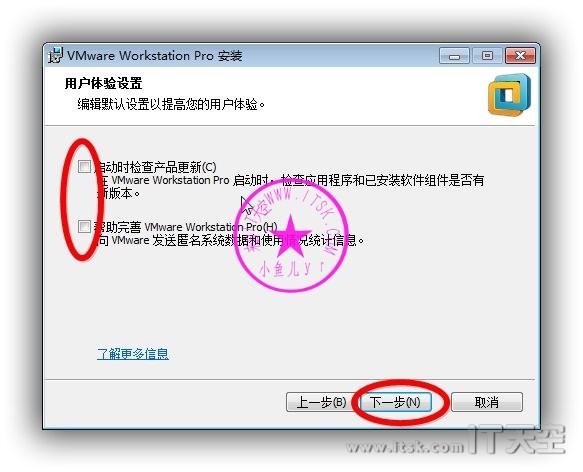 VMware Workstation Pro 安装
用户体验设置
编辑默认设置以提高您的用户体验。
启动时检查产品更新(C)
在 VMware Workstation Pro 启动时，检查应用程序和已安装软件组件是否有
新版本。
帮助完善 VMware Workstation Pro(H)
向 VMware 发送匿名系统数据和使用情况统计信息。
WWW.ITSK.COM
小鱼儿yr
了解更多信息
上一步(B)
下一步(N)
取消
www.itsk.com IT天空